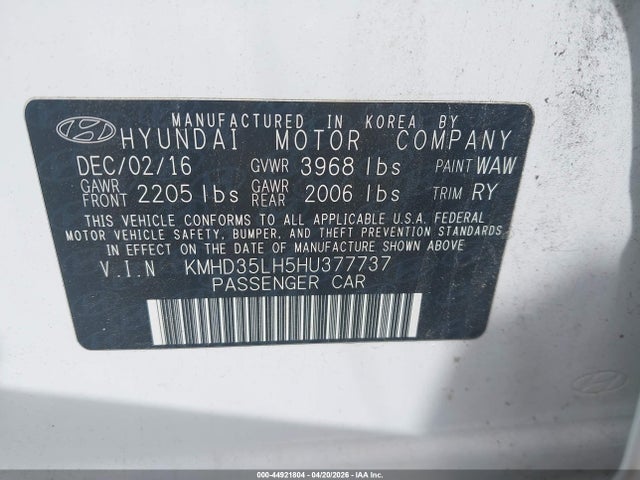 MANUFACTURED IN KOREA BY
HYUNDAI MOTOR COMPANY
DEC/02/16 GVWR 3968 lbs PAINT WAW
GAWR FRONT 2205 lbs GAWR REAR 2006 lbs TRIM RY
THIS VEHICLE CONFORMS TO ALL APPLICABLE U.S.A. FEDERAL
MOTOR VEHICLE SAFETY, BUMPER, AND THEFT PREVENTION STANDARDS
IN EFFECT ON THE DATE OF MANUFACTURE SHOWN ABOVE.
V.I.N KMHD35LH5HU377737
PASSENGER CAR
000-44921804 | 04/20/2026 | IAA Inc.